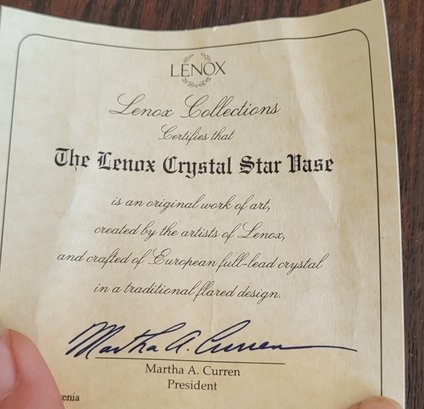 LENOX
Lenox Collections
Certifies that
The Lenox Crystal Star Vase
is an original work of art,
created by the artists of Lenox,
and crafted of European full-lead crystal
in a traditional flared design.
Martha A. Curren
Martha A. Curren
President
enia